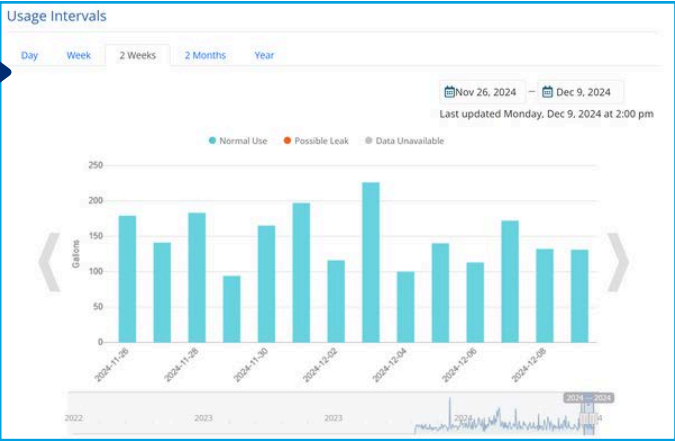 Usage Intervals
Day Week 2 Weeks 2 Months Year
Nov 26, 2024 – Dec 9, 2024
Last updated Monday, Dec 9, 2024 at 2:00 pm
Normal Use Possible Leak Data Unavailable
250
200
150
100
50
0
Gallons
2024-11-26 2024-11-28 2024-11-30 2024-12-02 2024-12-04 2024-12-06 2024-12-08
2024 — 2024
2022 2023 2023 2024 4